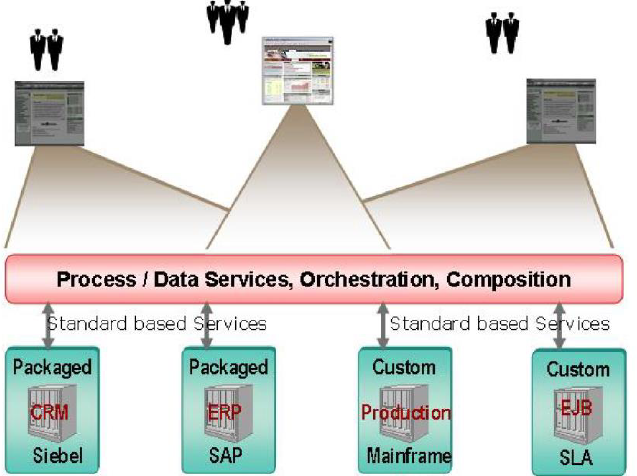 Process / Data Services, Orchestration, Composition
Standard based Services
Standard based Services
Packaged
CRM
Siebel
Packaged
ERP
SAP
Custom
Production
Mainframe
Custom
EJB
SLA